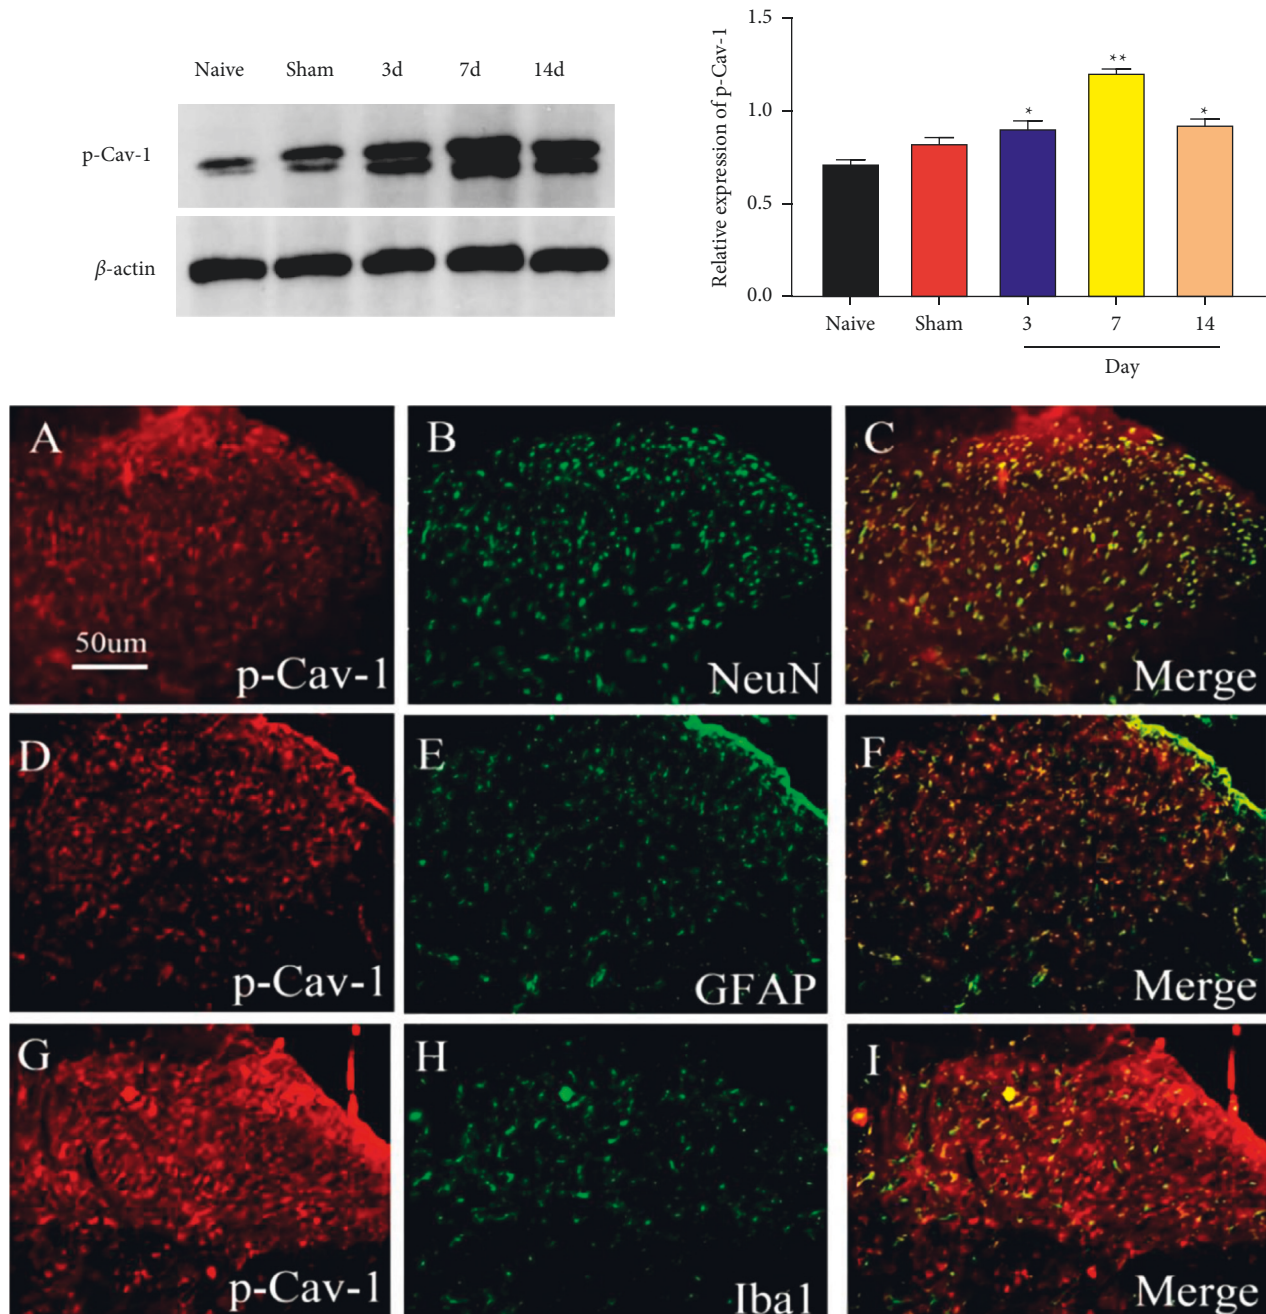 Naive Sham 3d 7d 14d
p-Cav-1
β-actin
Relative expression of p-Cav-1
1.5
1.0
0.5
0.0
*
**
*
Naive Sham 3 7 14
Day
A
50um
p-Cav-1
B
NeuN
C
Merge
D
p-Cav-1
E
GFAP
F
Merge
G
p-Cav-1
H
Iba1
I
Merge